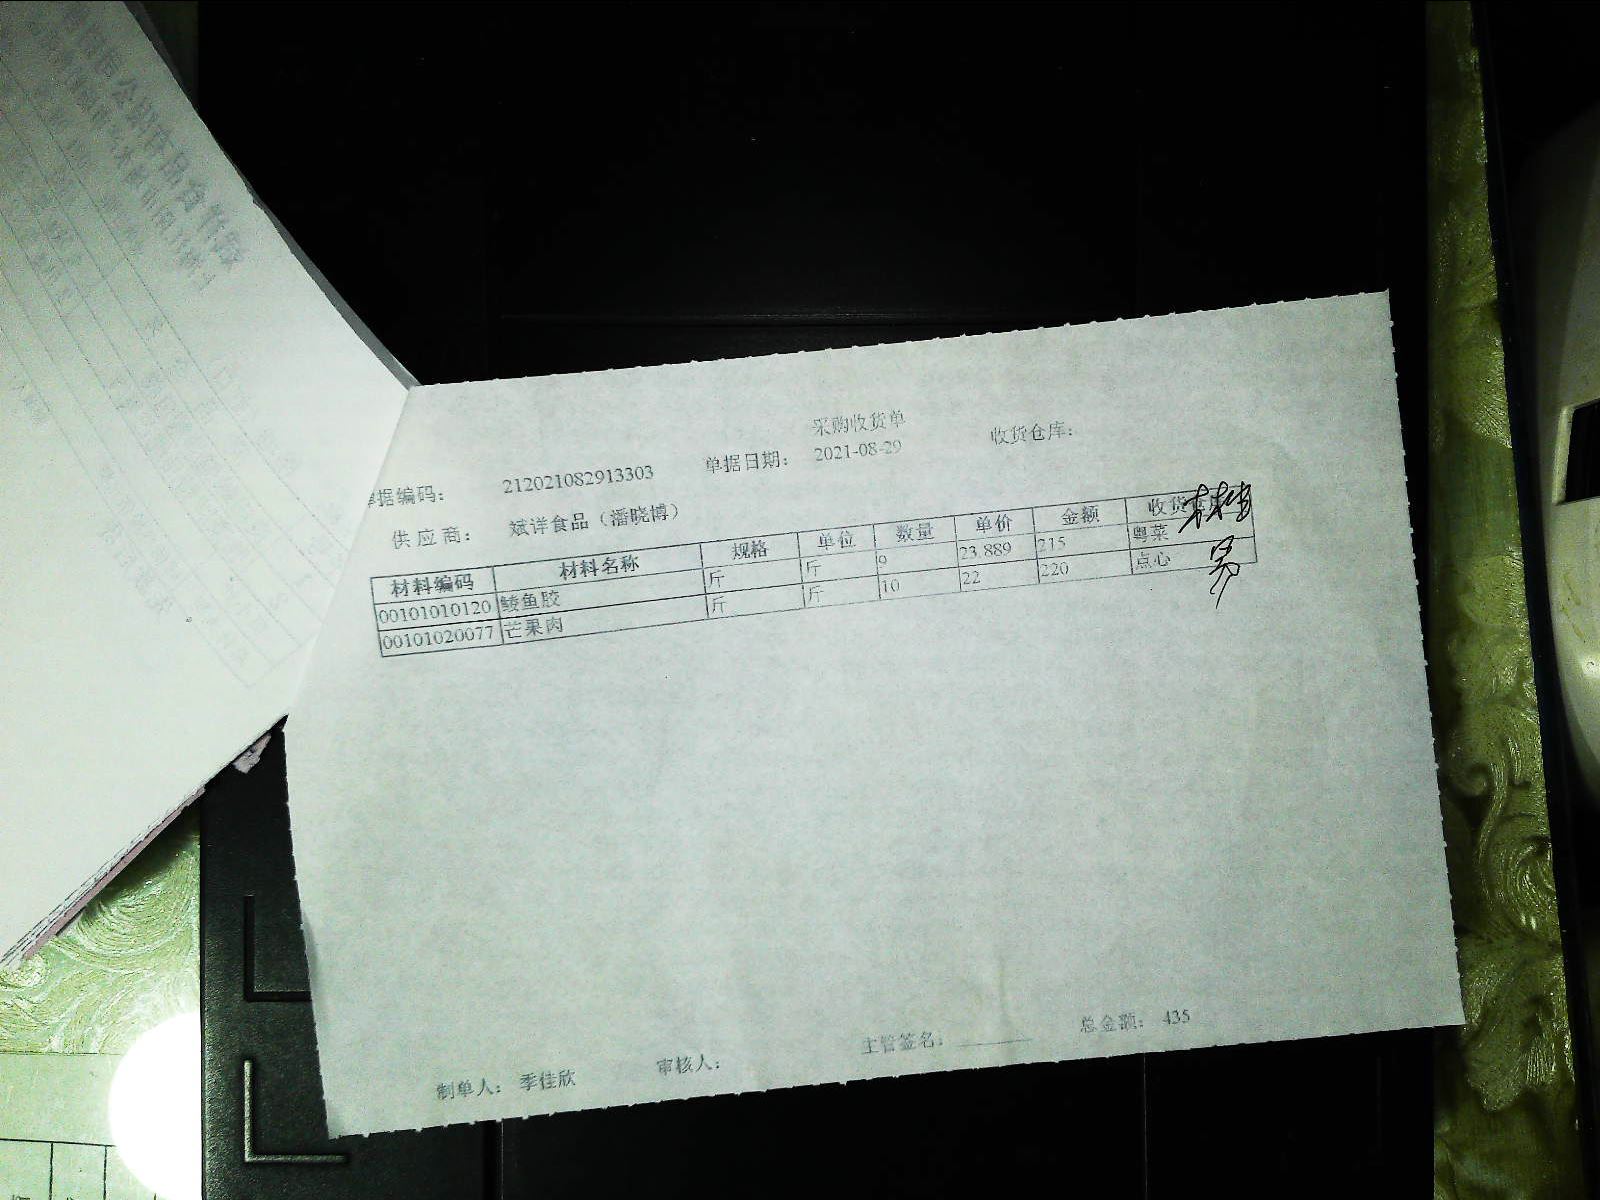 采购收货单
单据编码： 212021082913303 单据日期： 2021-08-29 收货仓库：
供 应 商： 斌详食品（潘晓博）
材料编码 材料名称 规格 单位 数量 单价 金额 收货
00101010120 鲮鱼胶 斤 斤 9 23.889 215 粤菜
00101020077 芒果肉 斤 斤 10 22 220 点心
制单人： 季佳欣 审核人： 主管签名： 总金额： 435